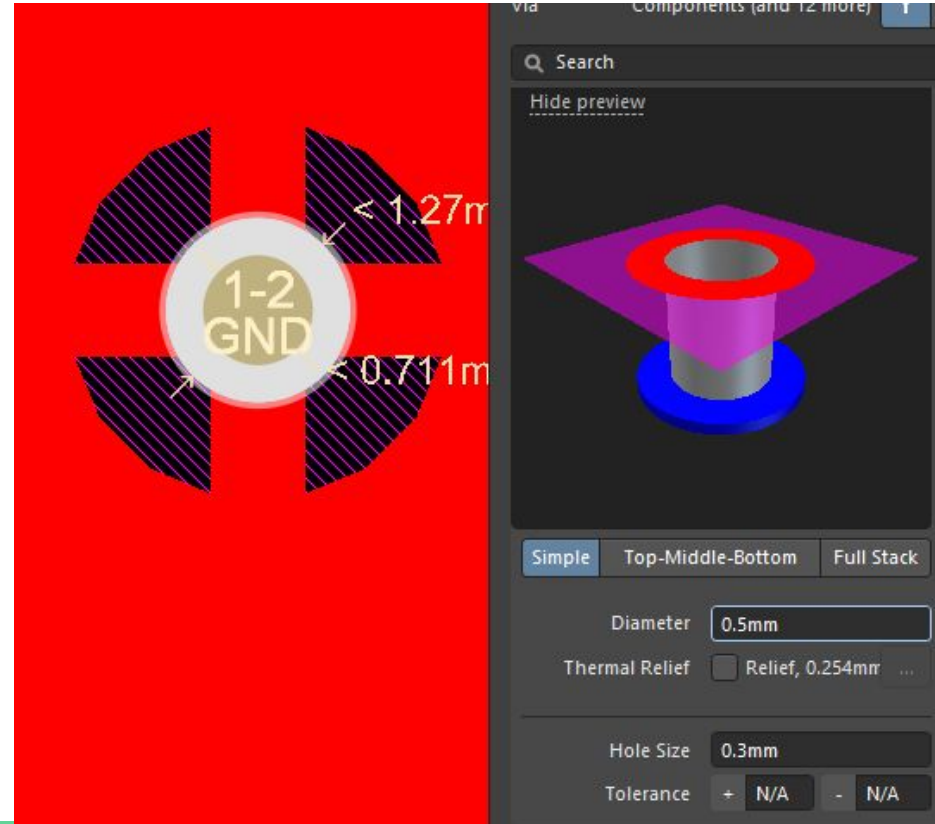 Via Components (and 12 more)
Search
Hide preview
< 1.27m
1-2
GND
< 0.711m
Simple Top-Middle-Bottom Full Stack
Diameter 0.5mm
Thermal Relief Relief, 0.254mm ...
Hole Size 0.3mm
Tolerance + N/A - N/A